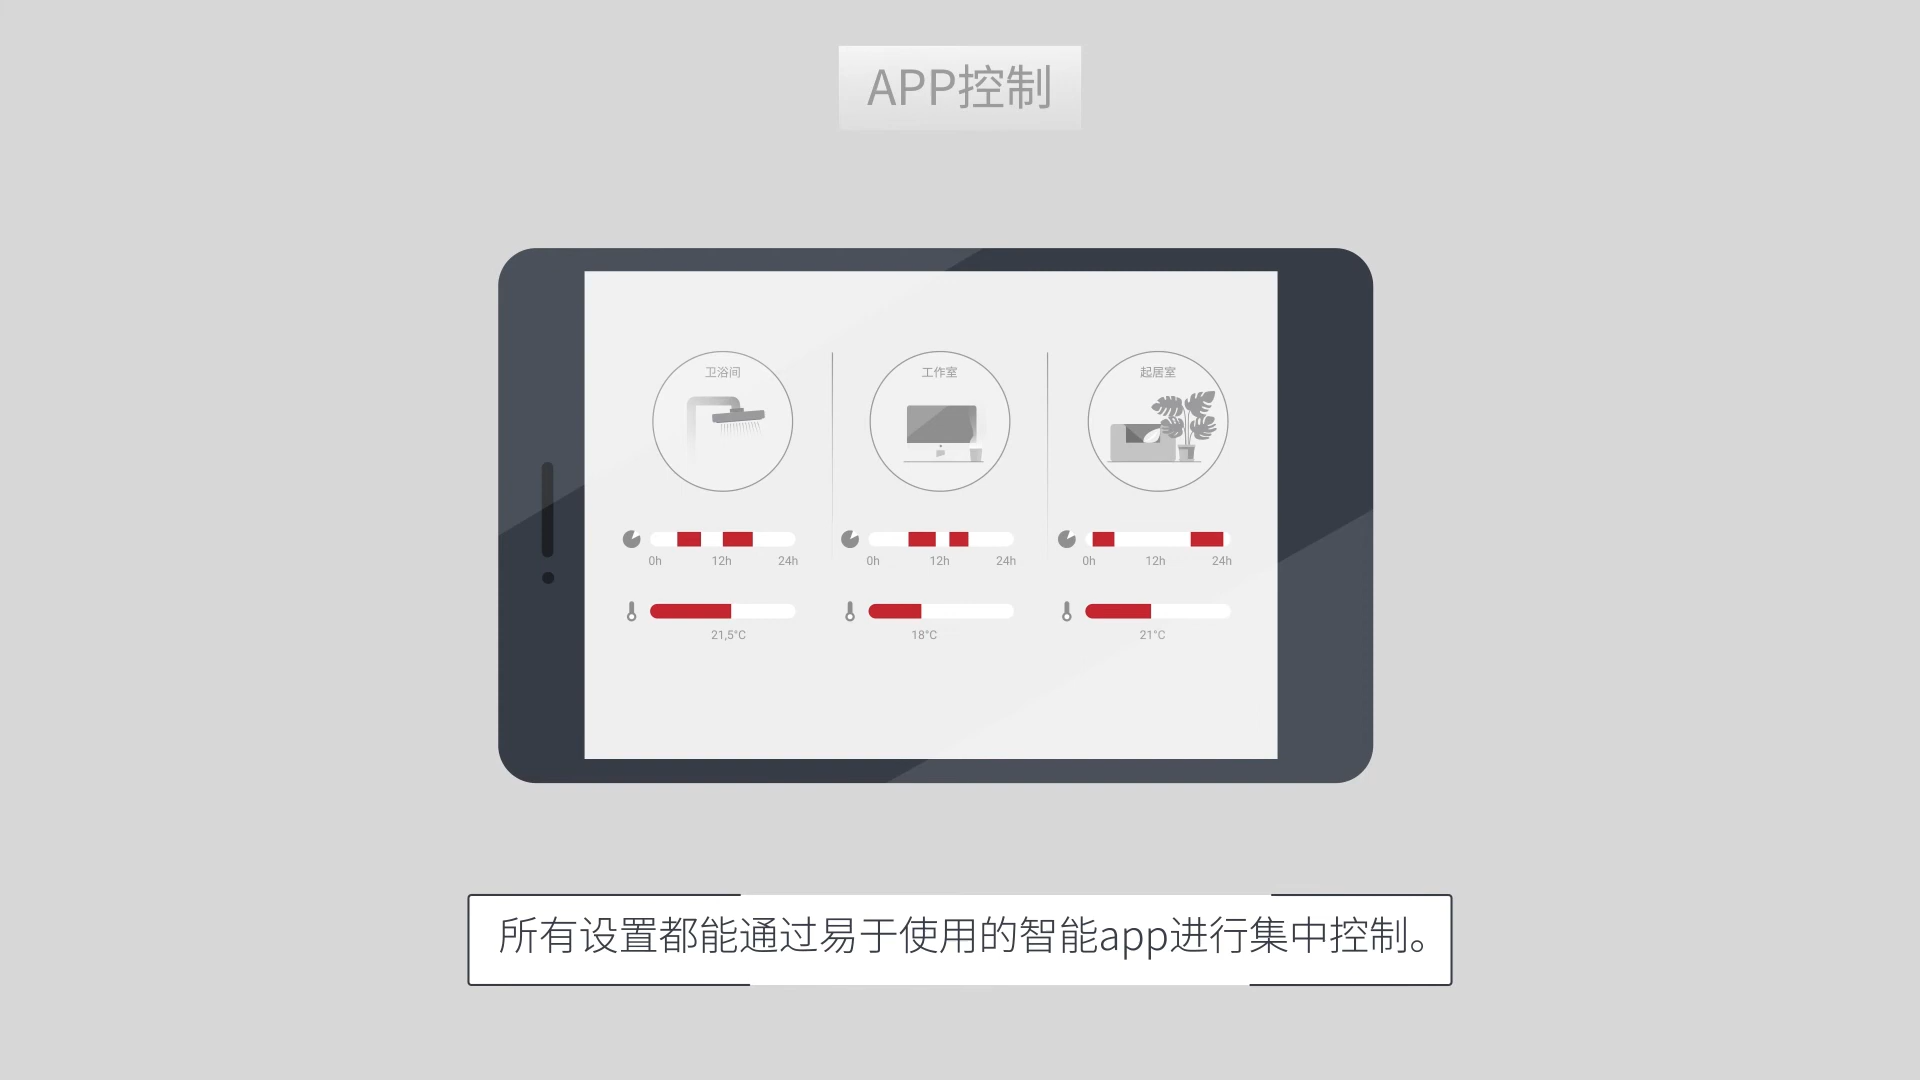 APP控制
卫浴间
工作室
起居室
0h 12h 24h
0h 12h 24h
0h 12h 24h
21,5°C
18°C
21°C
所有设置都能通过易于使用的智能app进行集中控制。